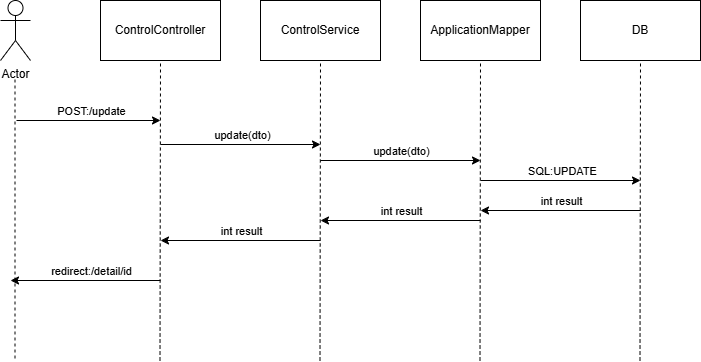 ControlController
ControlService
ApplicationMapper
DB
Actor
POST:/update
update(dto)
update(dto)
SQL:UPDATE
int result
int result
int result
redirect:/detail/id